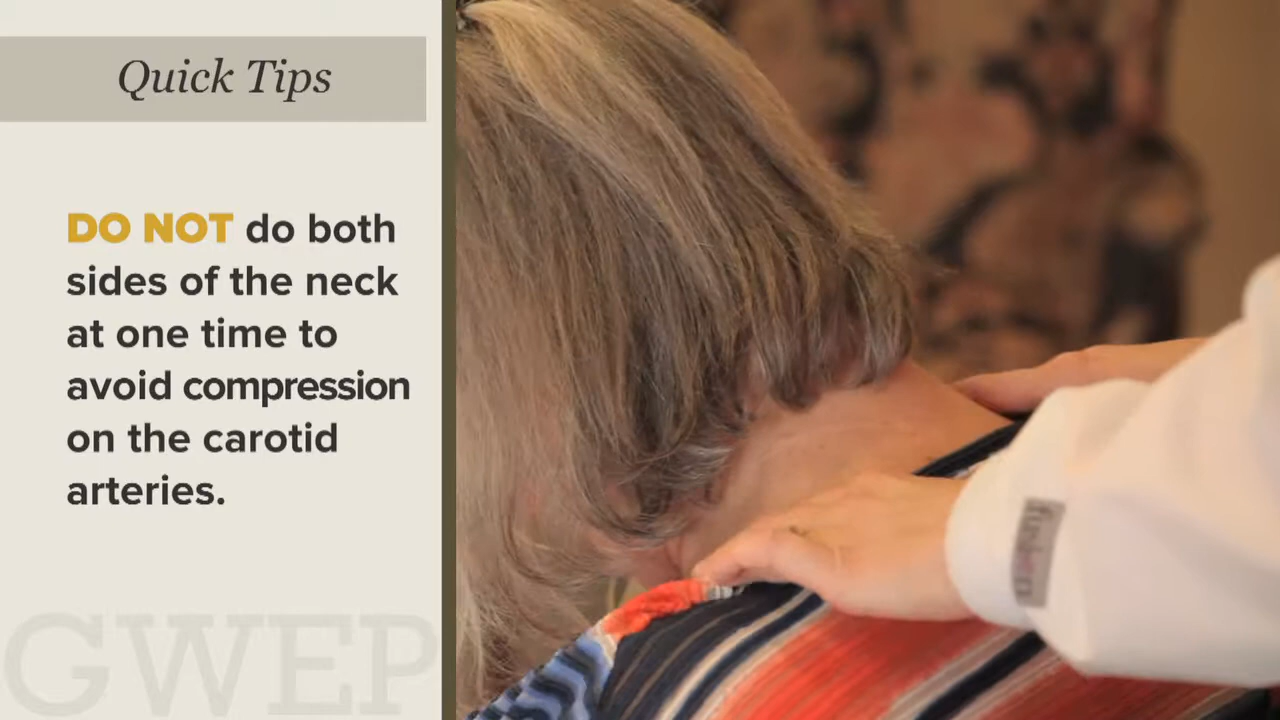 Quick Tips
DO NOT do both
sides of the neck
at one time to
avoid compression
on the carotid
arteries.
GWEP